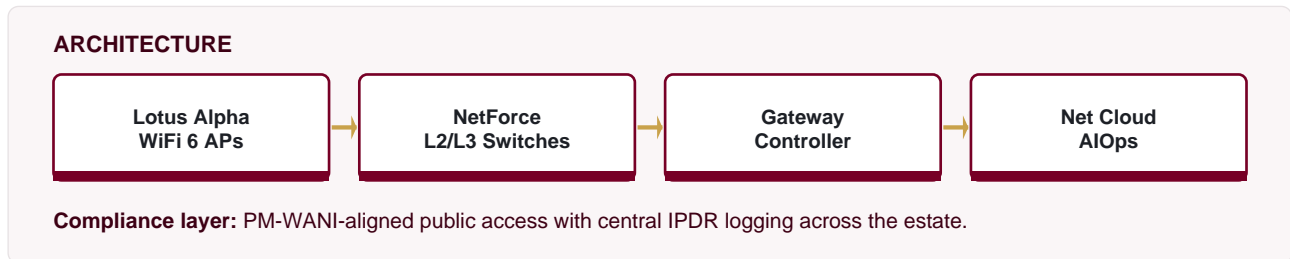 ARCHITECTURE
Lotus Alpha
WiFi 6 APs
NetForce
L2/L3 Switches
Gateway
Controller
Net Cloud
AIOps
Compliance layer: PM-WANI-aligned public access with central IPDR logging across the estate.